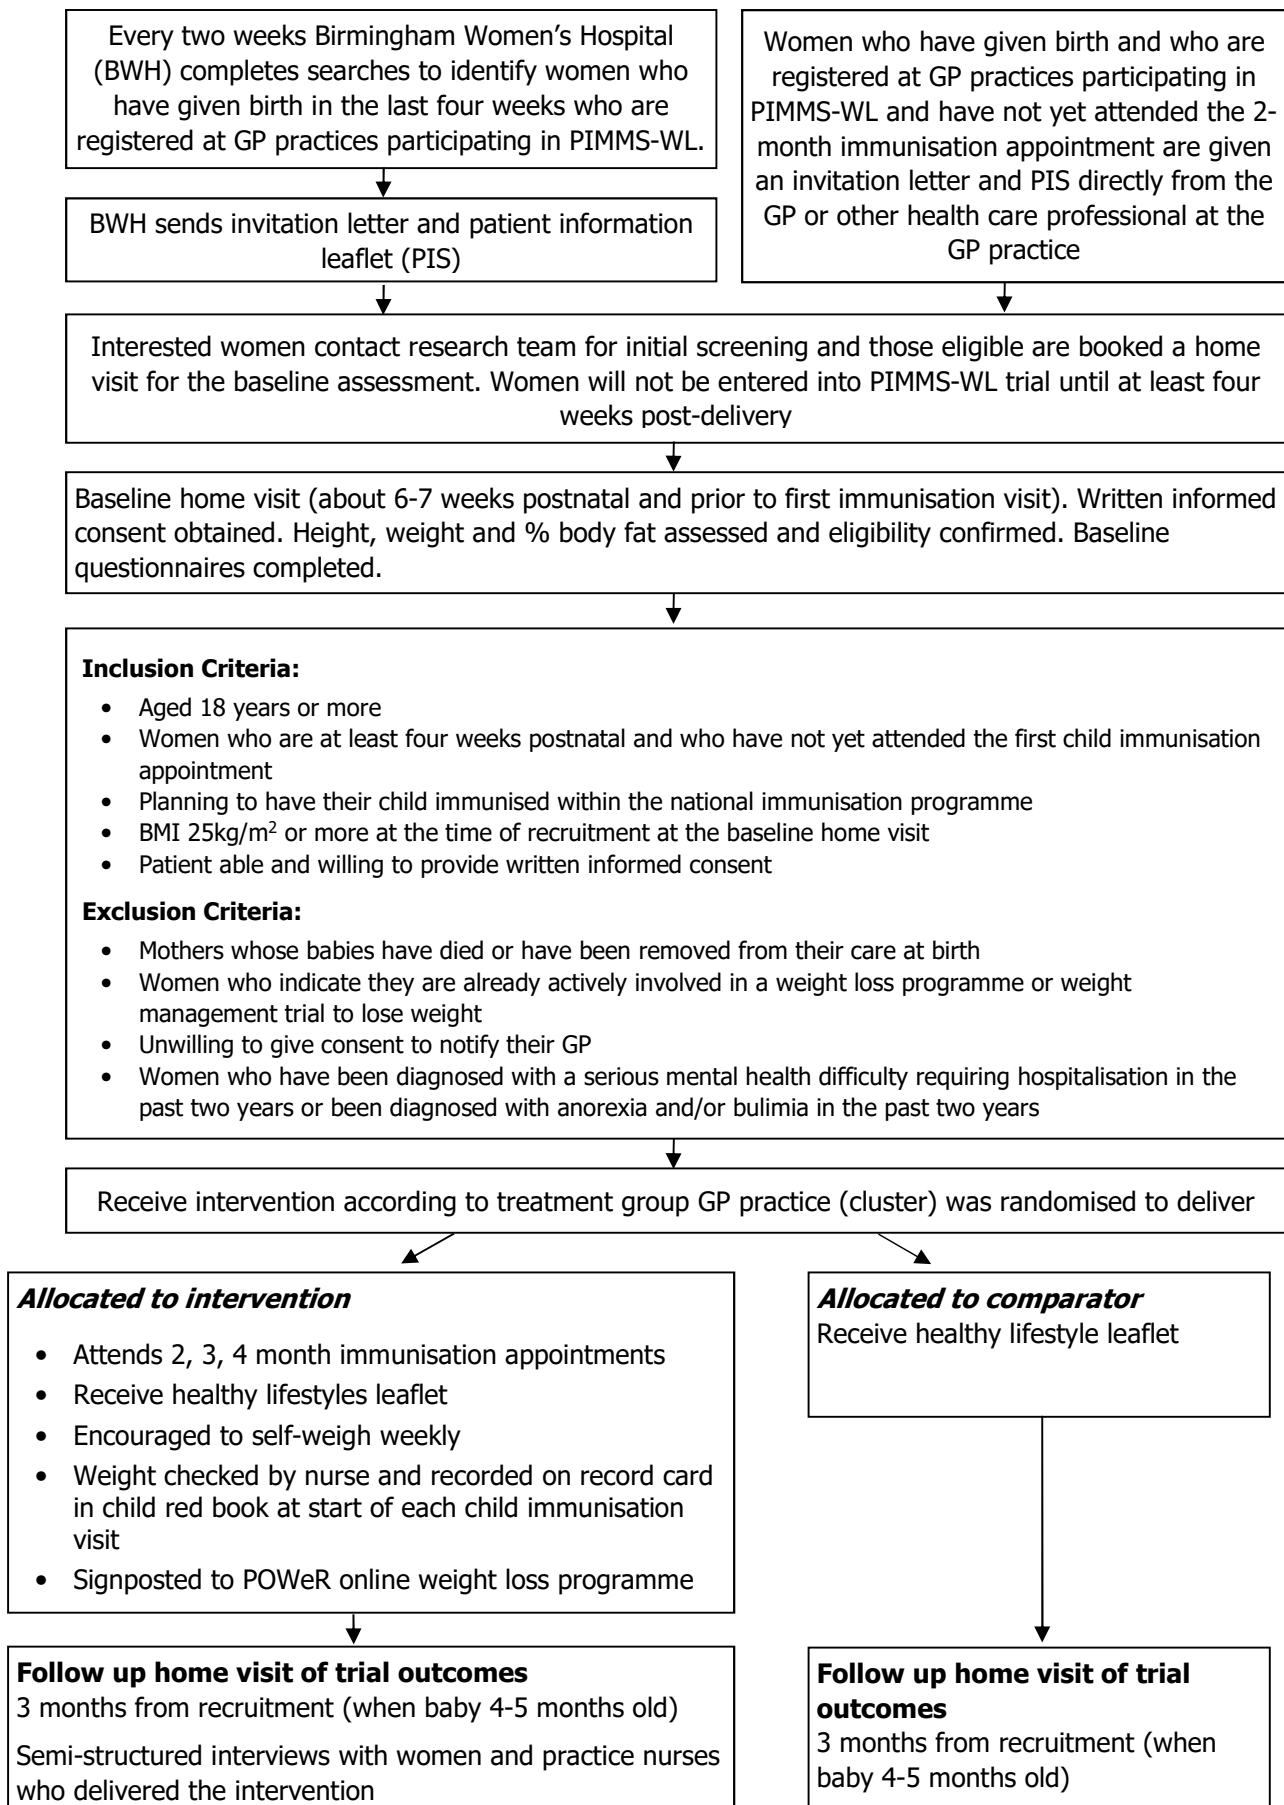 Every two weeks Birmingham Women’s Hospital
(BWH) completes searches to identify women who
have given birth in the last four weeks who are
registered at GP practices participating in PIMMS-WL.
BWH sends invitation letter and patient information
leaflet (PIS)
Women who have given birth and who are
registered at GP practices participating in
PIMMS-WL and have not yet attended the 2-
month immunisation appointment are given
an invitation letter and PIS directly from the
GP or other health care professional at the
GP practice
Interested women contact research team for initial screening and those eligible are booked a home
visit for the baseline assessment. Women will not be entered into PIMMS-WL trial until at least four
weeks post-delivery
Baseline home visit (about 6-7 weeks postnatal and prior to first immunisation visit). Written informed
consent obtained. Height, weight and % body fat assessed and eligibility confirmed. Baseline
questionnaires completed.
Inclusion Criteria:
• Aged 18 years or more
• Women who are at least four weeks postnatal and who have not yet attended the first child immunisation
appointment
• Planning to have their child immunised within the national immunisation programme
• BMI 25kg/m² or more at the time of recruitment at the baseline home visit
• Patient able and willing to provide written informed consent
Exclusion Criteria:
• Mothers whose babies have died or have been removed from their care at birth
• Women who indicate they are already actively involved in a weight loss programme or weight
management trial to lose weight
• Unwilling to give consent to notify their GP
• Women who have been diagnosed with a serious mental health difficulty requiring hospitalisation in the
past two years or been diagnosed with anorexia and/or bulimia in the past two years
Receive intervention according to treatment group GP practice (cluster) was randomised to deliver
Allocated to intervention
• Attends 2, 3, 4 month immunisation appointments
• Receive healthy lifestyles leaflet
• Encouraged to self-weigh weekly
• Weight checked by nurse and recorded on record card
in child red book at start of each child immunisation
visit
• Signposted to POWeR online weight loss programme
Allocated to comparator
Receive healthy lifestyle leaflet
Follow up home visit of trial outcomes
3 months from recruitment (when baby 4-5 months old)
Semi-structured interviews with women and practice nurses
who delivered the intervention
Follow up home visit of trial
outcomes
3 months from recruitment (when
baby 4-5 months old)